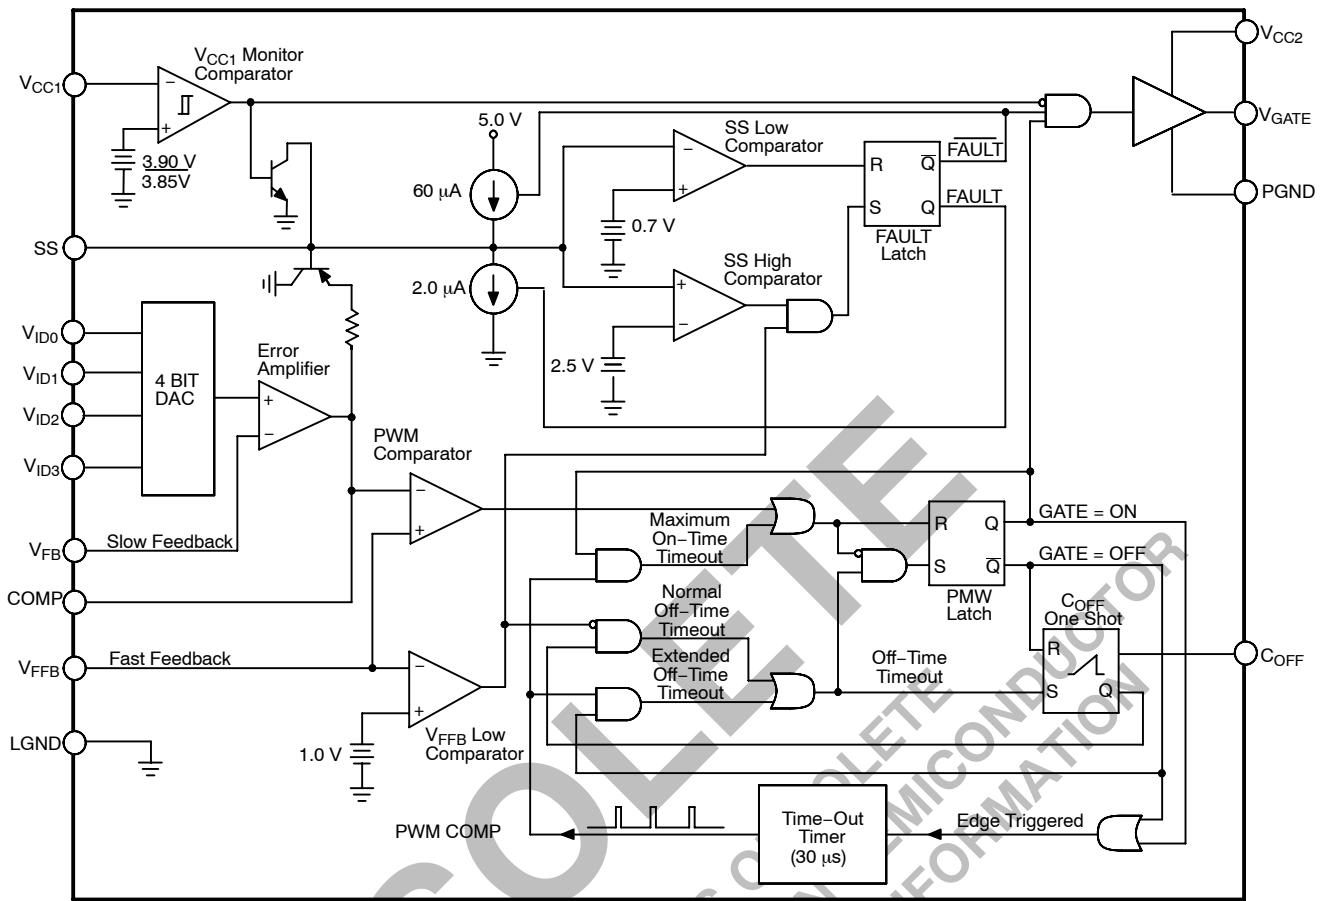 VCC1
VCC1 Monitor
Comparator
−
+
3.90 V
3.85V
5.0 V
60 μA
SS Low
Comparator
−
+
0.7 V
R
Q
S
Q
FAULT
FAULT
FAULT
Latch
VCC2
VGATE
PGND
SS
2.0 μA
SS High
Comparator
+
−
2.5 V
VID0
VID1
VID2
VID3
4 BIT
DAC
Error
Amplifier
+
−
VFB
Slow Feedback
COMP
PWM
Comparator
−
+
Maximum
On−Time
Timeout
Normal
Off−Time
Timeout
Extended
Off−Time
Timeout
R
Q
S
Q
PMW
Latch
GATE = ON
GATE = OFF
COFF
One Shot
R
S
Q
COFF
Off−Time
Timeout
VFFB
Fast Feedback
−
+
VFFB Low
Comparator
1.0 V
LGND
PWM COMP
Time−Out
Timer
(30 μs)
Edge Triggered
OLETE
OLETE
S O
MICONDUCTOR
N
NFORMATION